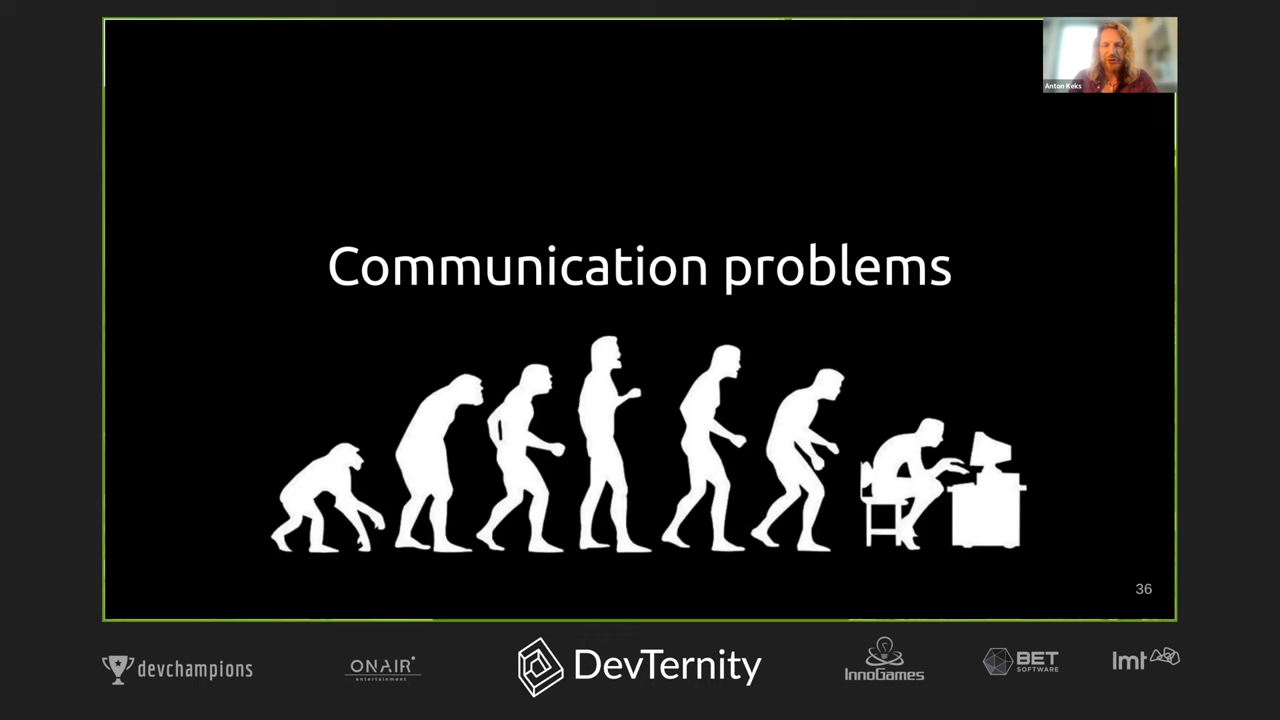 Anton Keks
Communication problems
36
devchampions
ONAIR
entertainment
DevTernity
InnoGames
BET
SOFTWARE
lmt